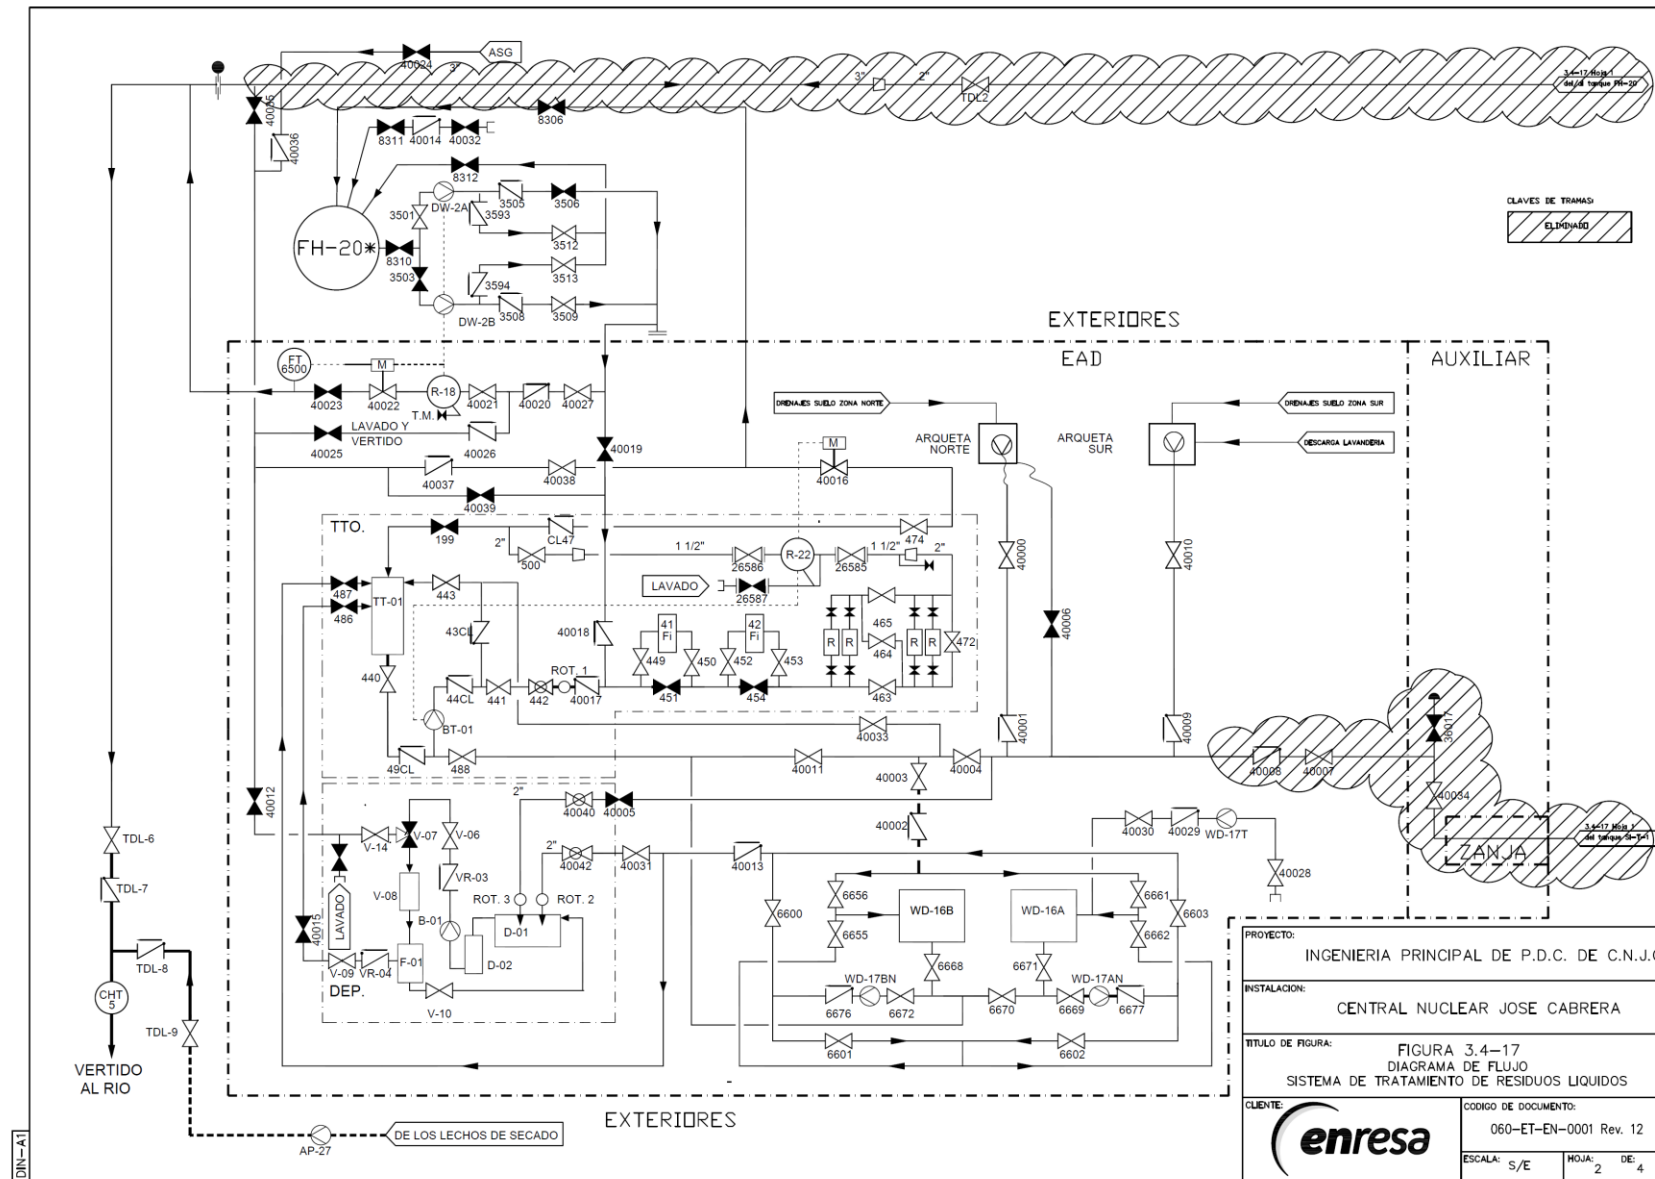 ASG
40024
3"
3"
2"
TDL2
3.4-17 Hoja 1
del/al tanque FH-20
40035
40036
8306
8311
40014
40032
8312
CLAVES DE TRAMAS:
ELIMINADO
FH-20*
8310
3501
3503
DW-2A
3593
3505
3506
3512
3594
3513
DW-2B
3508
3509
EXTERIORES
EAD
AUXILIAR
FT
6500
M
R-18
T.M.
40023
40022
40021
40020
40027
LAVADO Y
VERTIDO
40025
40026
40019
DRENAJES SUELO ZONA NORTE
DRENAJES SUELO ZONA SUR
DESCARGA LAVANDERIA
ARQUETA
NORTE
ARQUETA
SUR
M
40016
40037
40038
40039
TTO.
199
CL47
474
2"
500
1 1/2"
26586
R-22
26585
1 1/2"
2"
LAVADO
26587
40000
40010
40006
487
486
TT-01
443
43CL
40018
41
Fi
42
Fi
449
450
452
453
R
R
R
R
465
464
463
472
440
44CL
441
442
ROT. 1
40017
451
454
BT-01
49CL
488
40033
40011
40004
40003
40001
40009
40008
40007
36017
40034
3.4-17 Hoja 1
del tanque SI-T-1
ZANJA
40012
2"
40040
40005
40002
40030
40029
WD-17T
40028
V-14
V-07
V-06
VR-03
V-08
B-01
2"
40042
40031
40013
ROT. 3
ROT. 2
D-01
D-02
F-01
LAVADO
40015
V-09
VR-04
V-10
DEP.
6600
6656
6655
WD-16B
WD-16A
6661
6662
6603
6668
6671
WD-17BN
WD-17AN
6676
6672
6670
6669
6677
6601
6602
TDL-6
TDL-7
TDL-8
TDL-9
CHT
5
VERTIDO
AL RIO
AP-27
DE LOS LECHOS DE SECADO
EXTERIORES
DIN-A1
PROYECTO:
INGENIERIA PRINCIPAL DE P.D.C. DE C.N.J.C
INSTALACION:
CENTRAL NUCLEAR JOSE CABRERA
TITULO DE FIGURA:
FIGURA 3.4-17
DIAGRAMA DE FLUJO
SISTEMA DE TRATAMIENTO DE RESIDUOS LIQUIDOS
CLIENTE:
enresa
CODIGO DE DOCUMENTO:
060-ET-EN-0001 Rev. 12
ESCALA: S/E
HOJA: 2 DE: 4